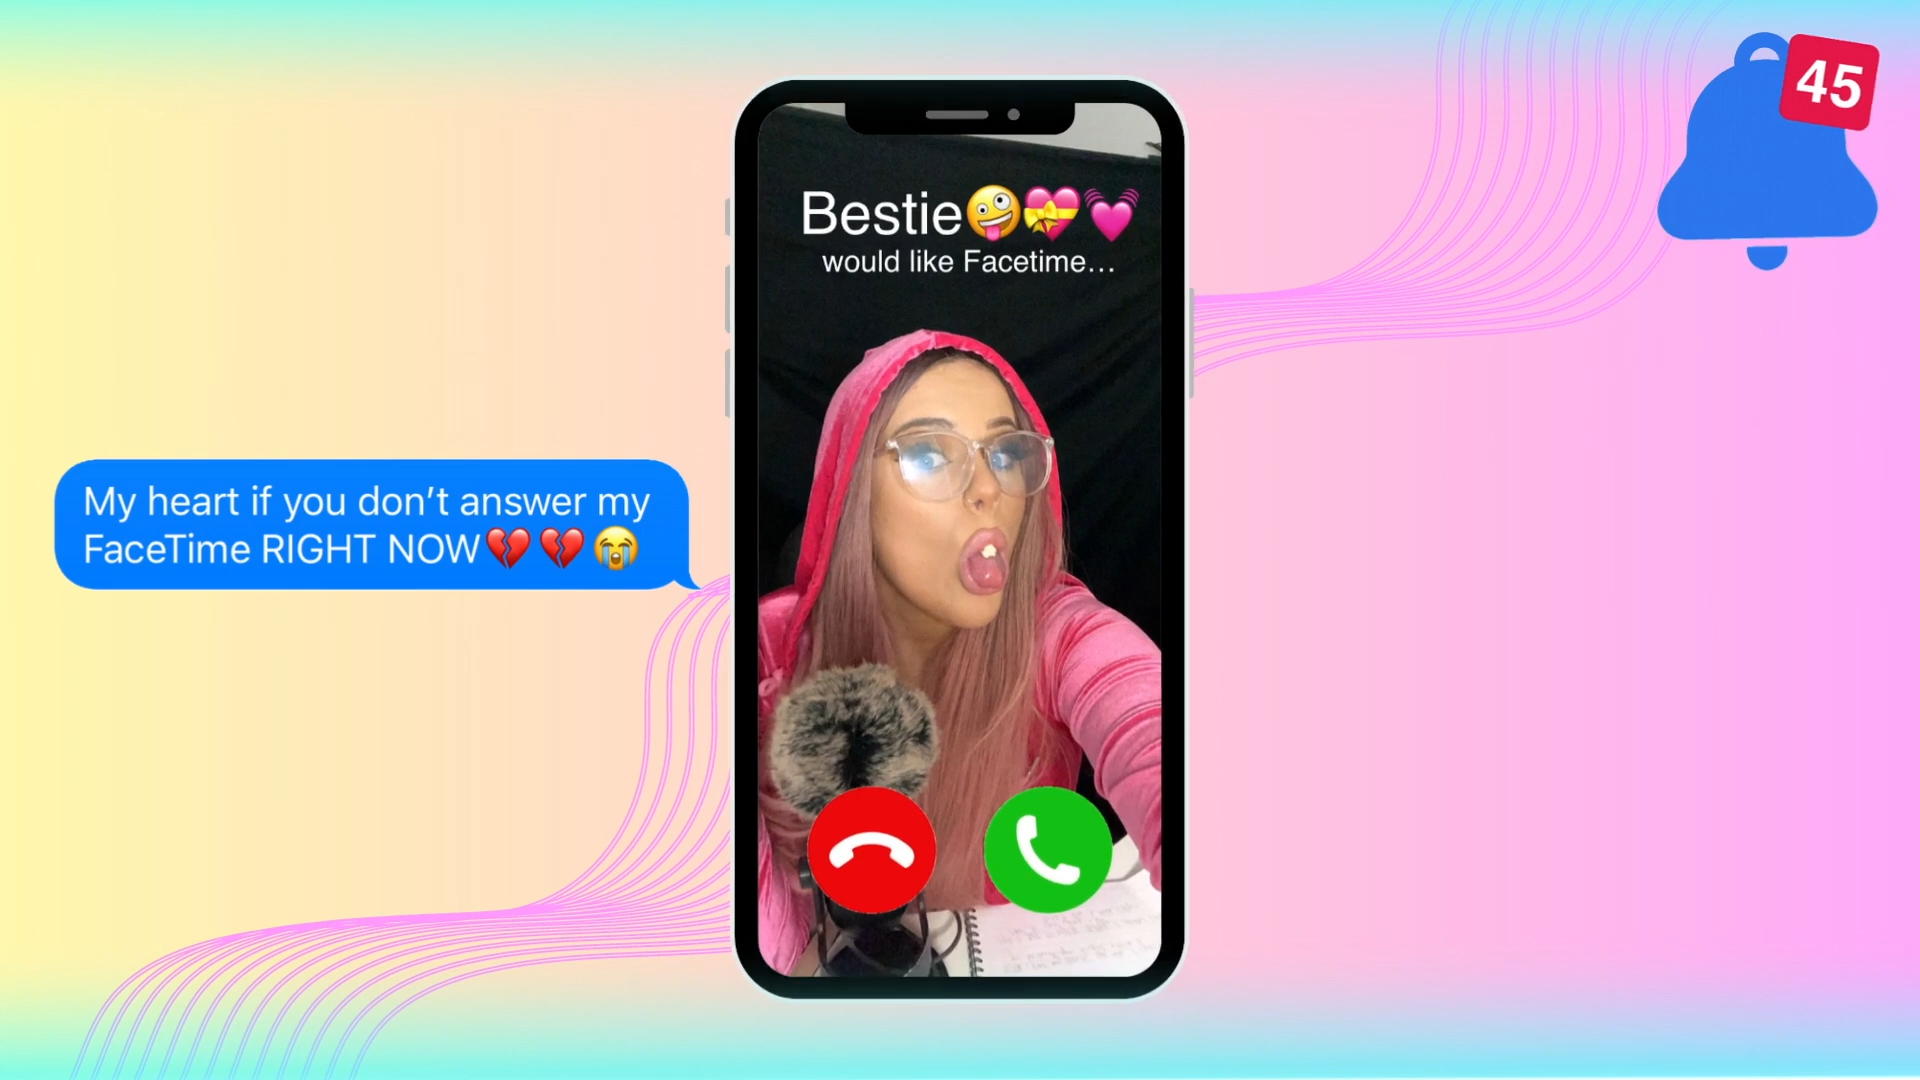 45
Bestie🤪💝💓
would like Facetime...
My heart if you don't answer my
FaceTime RIGHT NOW💔💔😭